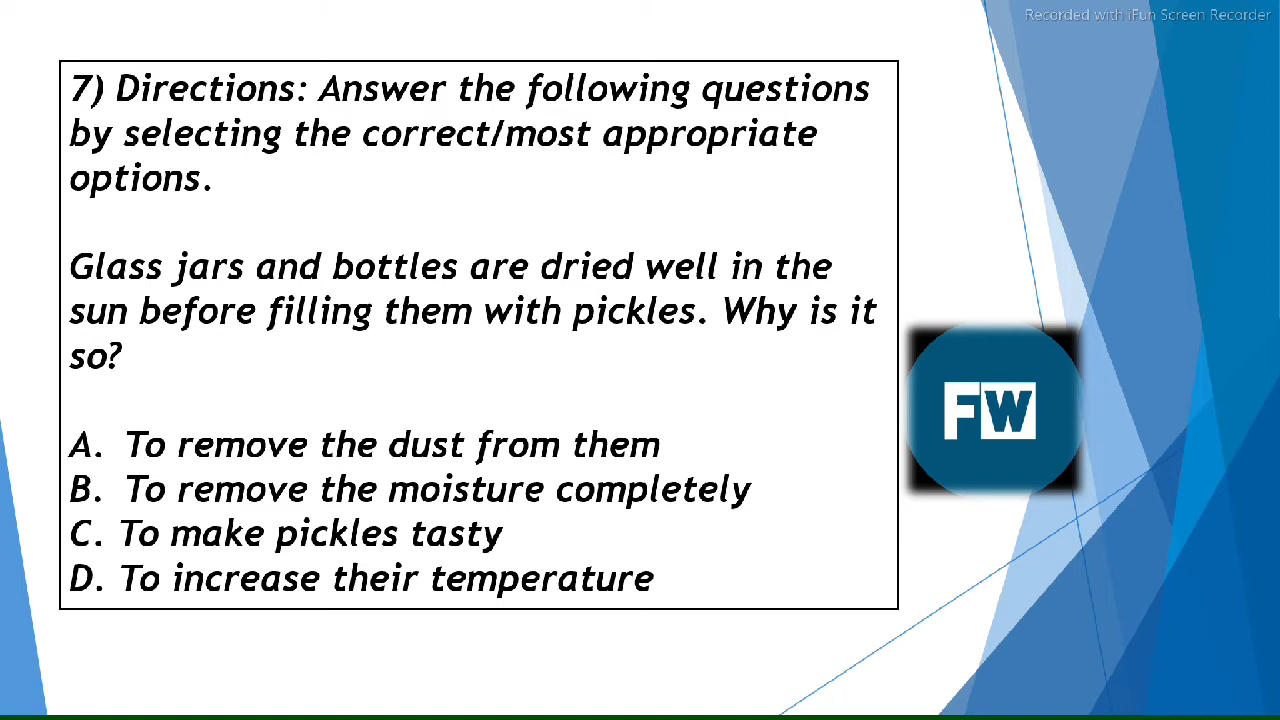 Recorded with iFun Screen Recorder
7) Directions: Answer the following questions
by selecting the correct/most appropriate
options.
Glass jars and bottles are dried well in the
sun before filling them with pickles. Why is it
so?
A. To remove the dust from them
B. To remove the moisture completely
C. To make pickles tasty
D. To increase their temperature
FW